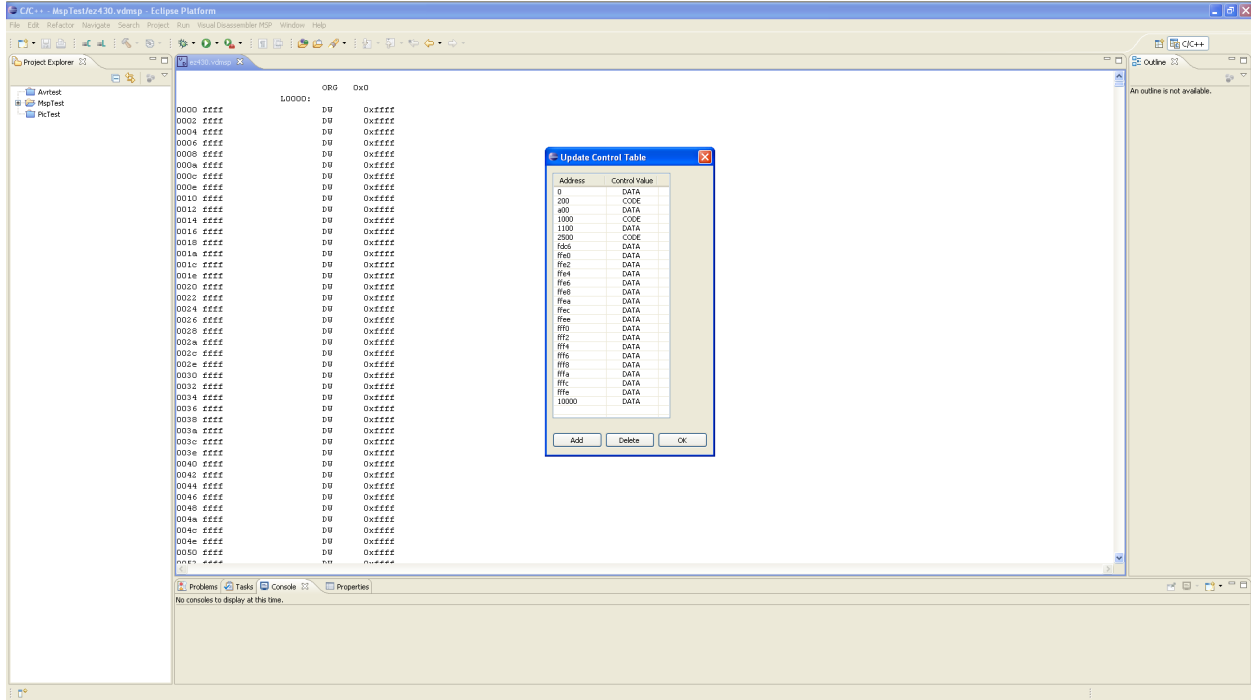 C/C++ - MspTest/ez430.vdmsp - Eclipse Platform
File Edit Refactor Navigate Search Project Run Visual Disassembler MSP Window Help
C/C++
Project Explorer
ez430.vdmsp
Outline
Avrtest
MspTest
PicTest
An outline is not available.
ORG 0x0
L0000:
0000 ffff DW 0xffff
0002 ffff DW 0xffff
0004 ffff DW 0xffff
0006 ffff DW 0xffff
0008 ffff DW 0xffff
000a ffff DW 0xffff
000c ffff DW 0xffff
000e ffff DW 0xffff
0010 ffff DW 0xffff
0012 ffff DW 0xffff
0014 ffff DW 0xffff
0016 ffff DW 0xffff
0018 ffff DW 0xffff
001a ffff DW 0xffff
001c ffff DW 0xffff
001e ffff DW 0xffff
0020 ffff DW 0xffff
0022 ffff DW 0xffff
0024 ffff DW 0xffff
0026 ffff DW 0xffff
0028 ffff DW 0xffff
002a ffff DW 0xffff
002c ffff DW 0xffff
002e ffff DW 0xffff
0030 ffff DW 0xffff
0032 ffff DW 0xffff
0034 ffff DW 0xffff
0036 ffff DW 0xffff
0038 ffff DW 0xffff
003a ffff DW 0xffff
003c ffff DW 0xffff
003e ffff DW 0xffff
0040 ffff DW 0xffff
0042 ffff DW 0xffff
0044 ffff DW 0xffff
0046 ffff DW 0xffff
0048 ffff DW 0xffff
004a ffff DW 0xffff
004c ffff DW 0xffff
004e ffff DW 0xffff
0050 ffff DW 0xffff
0052 ffff DW 0xffff
Update Control Table
Address Control Value
0 DATA
200 CODE
a00 DATA
1000 CODE
1100 DATA
2500 CODE
fdc6 DATA
ffe0 DATA
ffe2 DATA
ffe4 DATA
ffe6 DATA
ffe8 DATA
ffea DATA
ffec DATA
ffee DATA
fff0 DATA
fff2 DATA
fff4 DATA
fff6 DATA
fff8 DATA
fffa DATA
fffc DATA
fffe DATA
10000 DATA
Add Delete OK
Problems Tasks Console Properties
No consoles to display at this time.